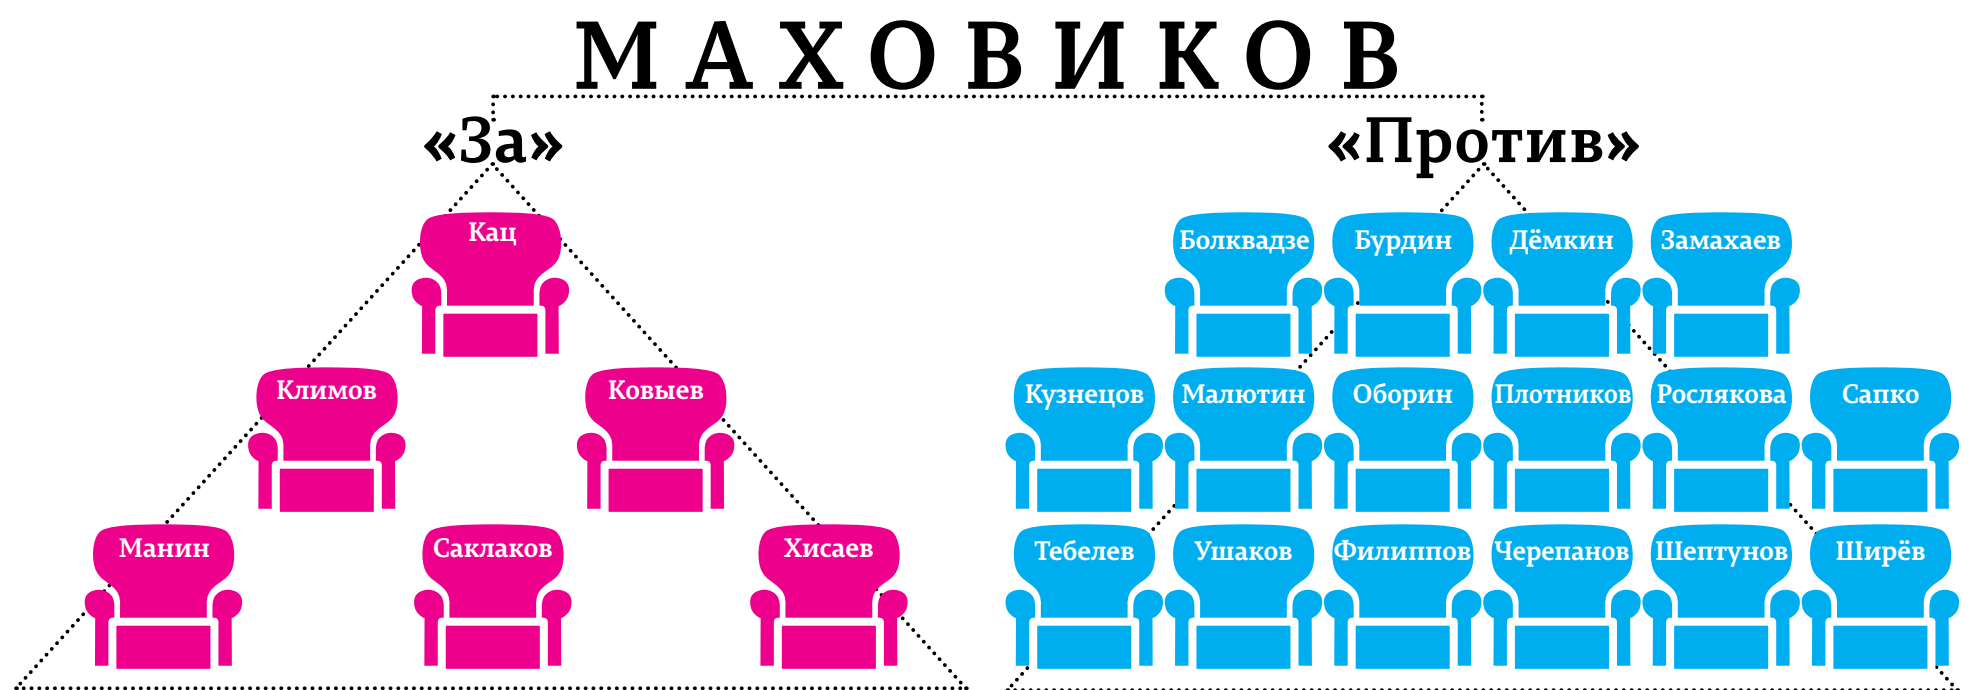 МАХОВИКОВ
«За» «Против»
Кац
Климов Ковыев
Манин Саклаков Хисаев
Болквадзе Бурдин Дёмкин Замахаев
Кузнецов Малютин Оборин Плотников Рослякова Сапко
Тебелев Ушаков Филиппов Черепанов Шептунов Ширёв